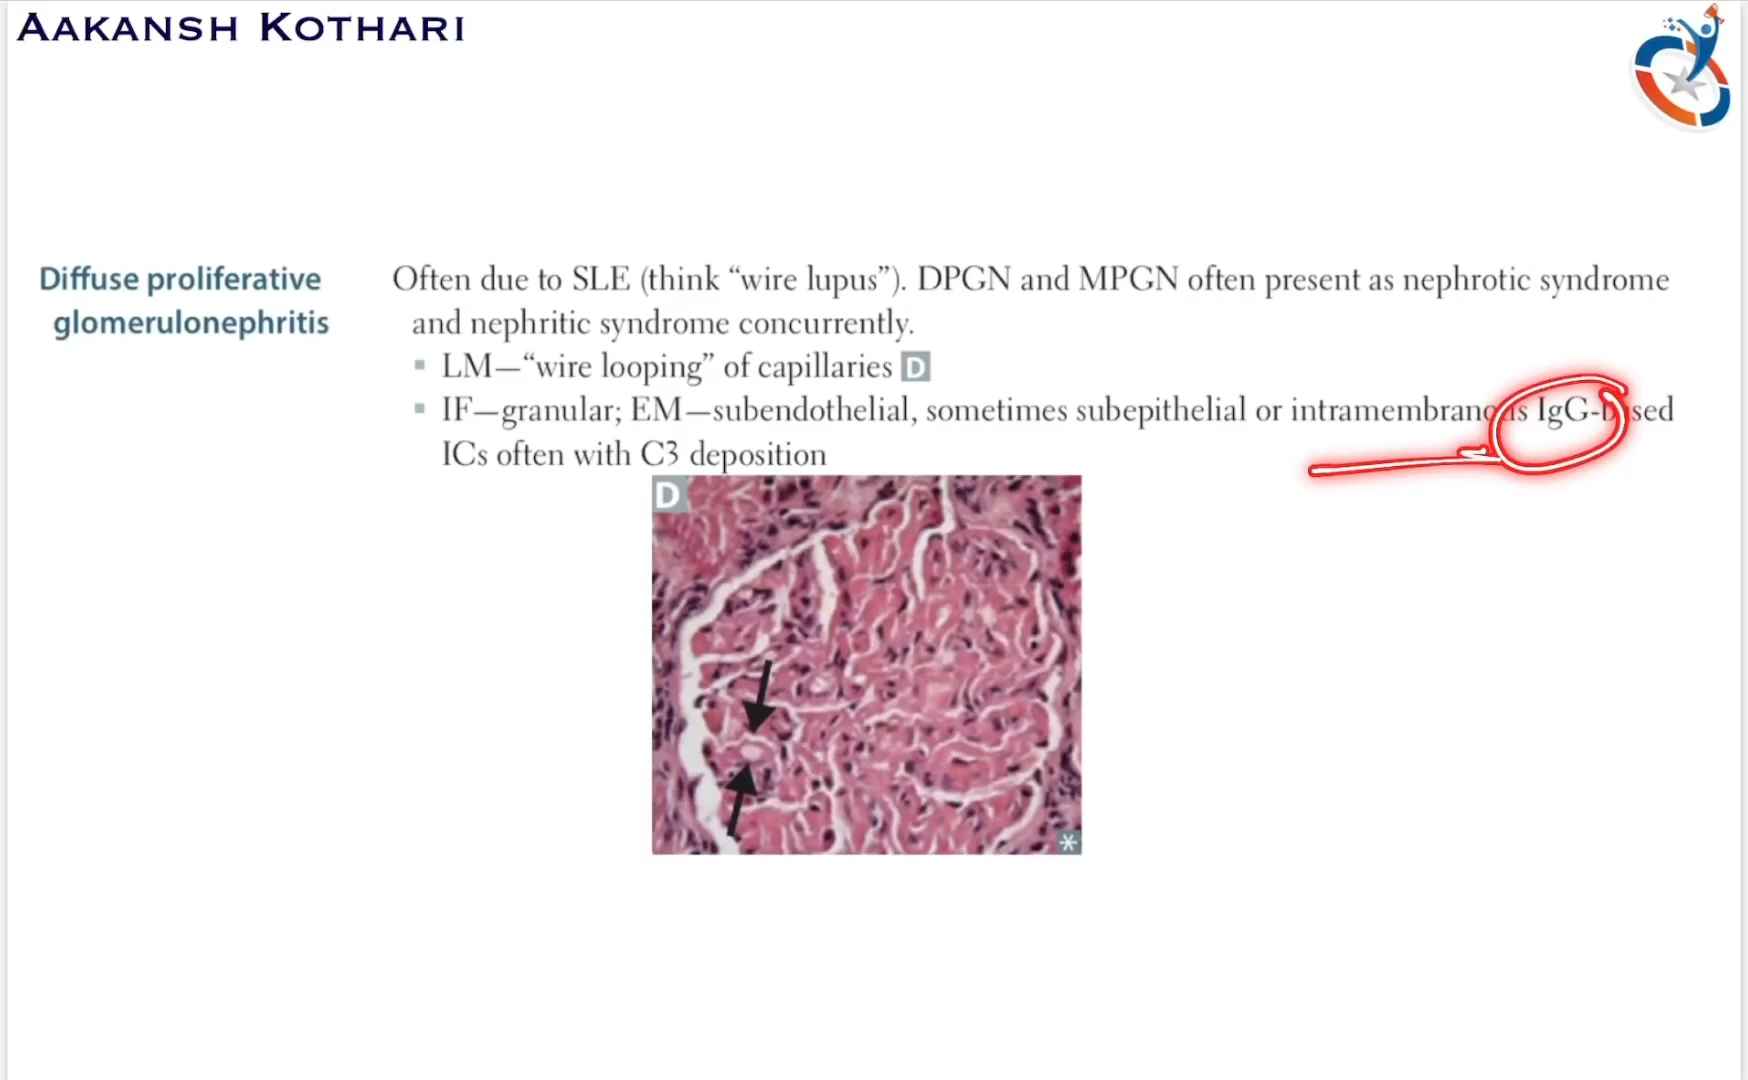 AAKANSH KOTHARI
Diffuse proliferative
glomerulonephritis
Often due to SLE (think “wire lupus”). DPGN and MPGN often present as nephrotic syndrome
and nephritic syndrome concurrently.
▪ LM—“wire looping” of capillaries D
▪ IF—granular; EM—subendothelial, sometimes subepithelial or intramembranous IgG-based
ICs often with C3 deposition
D
*